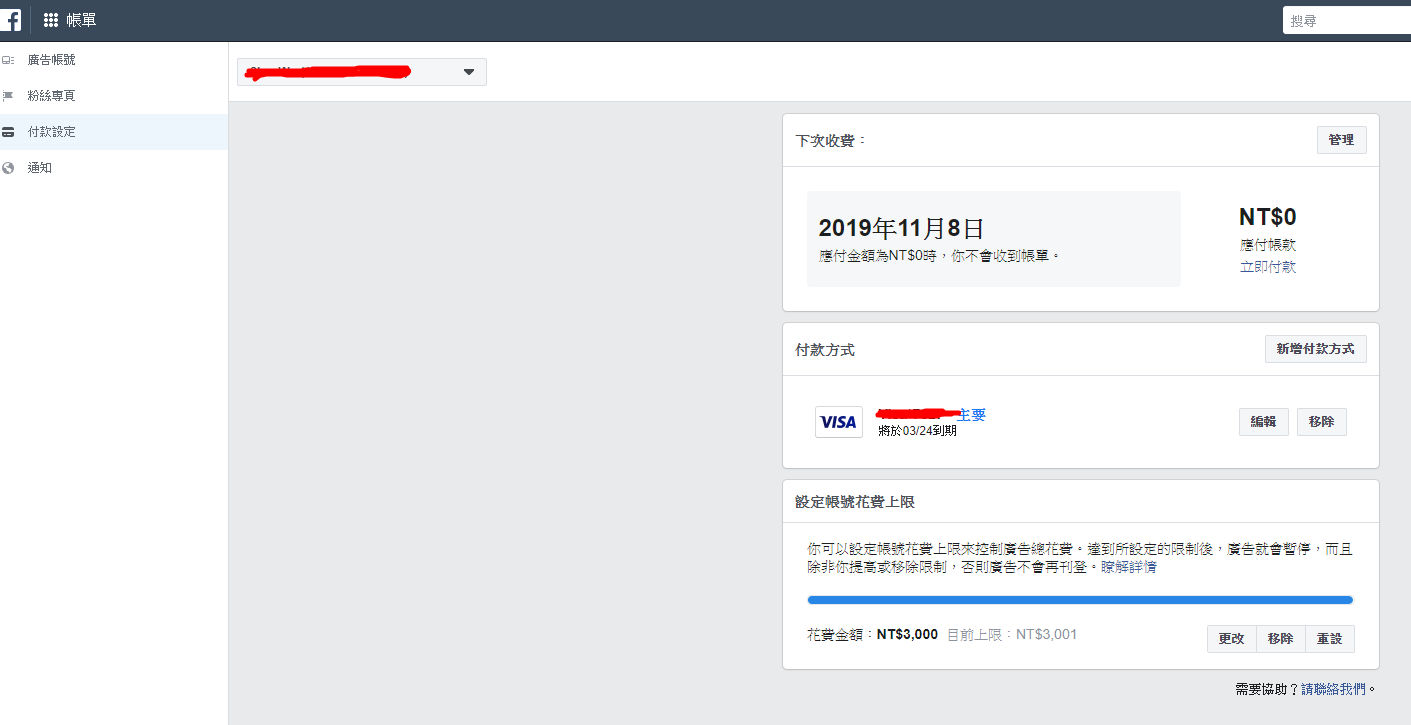 帳單
搜尋
廣告帳號
粉絲專頁
付款設定
通知
下次收費：
管理
2019年11月8日
應付金額為NT$0時，你不會收到帳單。
NT$0
應付帳款
立即付款
付款方式
新增付款方式
VISA
主要
將於03/24到期
編輯
移除
設定帳號花費上限
你可以設定帳號花費上限來控制廣告總花費。達到所設定的限制後，廣告就會暫停，而且
除非你提高或移除限制，否則廣告不會再刊登。瞭解詳情
花費金額：NT$3,000 目前上限：NT$3,001
更改
移除
重設
需要協助？請聯絡我們。